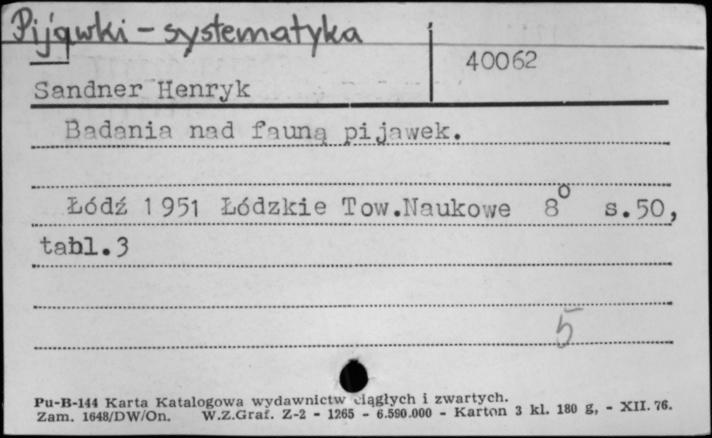 Pijawki - systematyka
40062
Sandner Henryk
Badania nad fauną pijawek.
Łódź 1951 Łódzkie Tow.Naukowe 8° s.50,
tabl.3
5
Pu-B-144 Karta Katalogowa wydawnictw ciągłych i zwartych.
Zam. 1648/DW/On. W.Z.Graf. Z-2 - 1265 - 6.590.000 - Karton 3 kl. 180 g, - XII. 76.